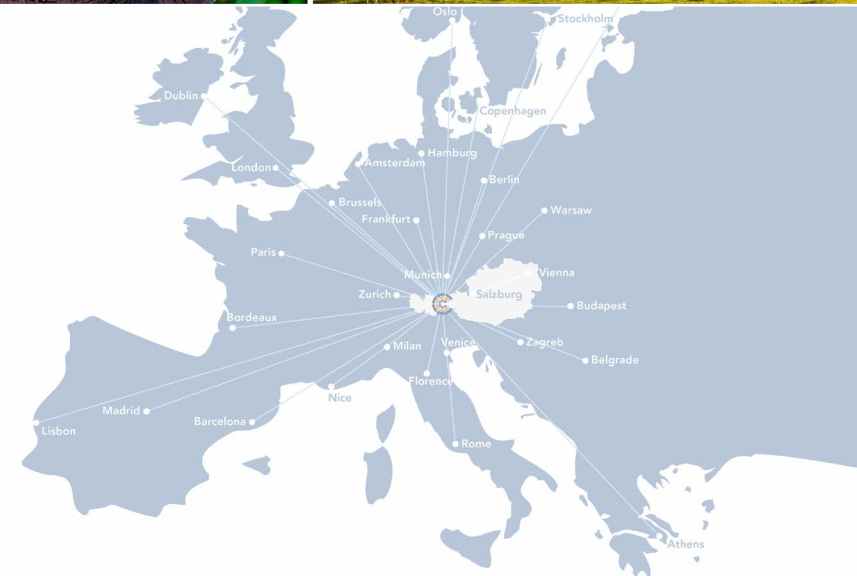 Oslo
Stockholm
Dublin
Copenhagen
Hamburg
Amsterdam
London
Berlin
Brussels
Warsaw
Frankfurt
Prague
Paris
Munich
Vienna
Zurich
Salzburg
Budapest
Bordeaux
Milan
Venice
Zagreb
Belgrade
Florence
Nice
Madrid
Barcelona
Lisbon
Rome
Athens